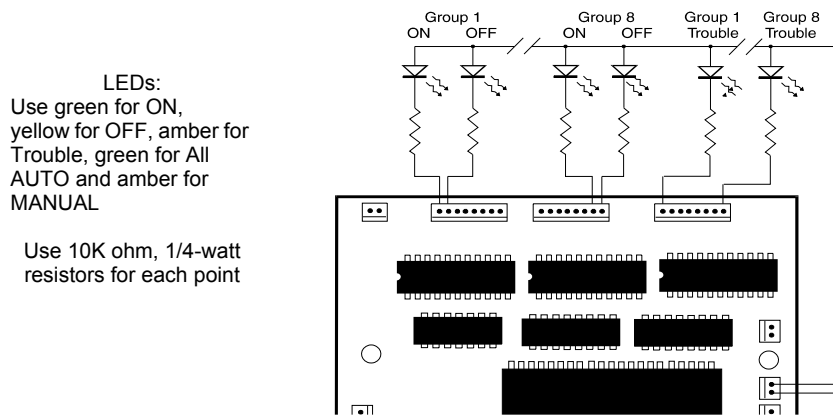 Group 1
ON OFF
Group 8
ON OFF
Group 1
Trouble
Group 8
Trouble
LEDs:
Use green for ON,
yellow for OFF, amber for
Trouble, green for All
AUTO and amber for
MANUAL
Use 10K ohm, 1/4-watt
resistors for each point